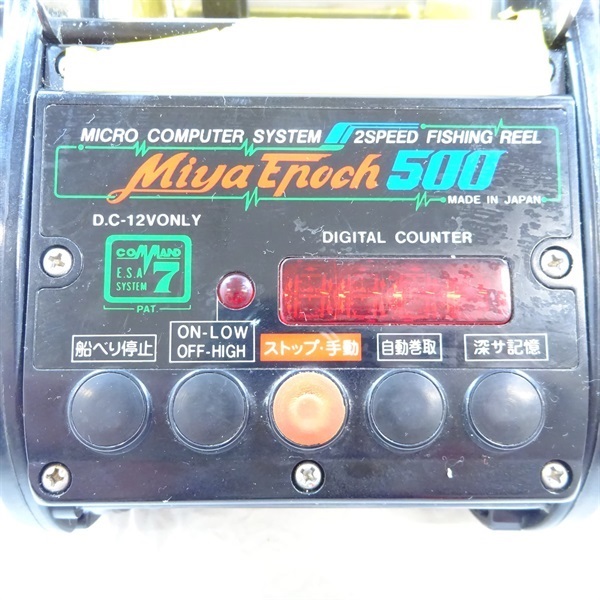 MICRO COMPUTER SYSTEM 2SPEED FISHING REEL
Miya Epoch 500
MADE IN JAPAN
D.C-12VONLY
COMMAND
7
E.S.A
SYSTEM
PAT.
DIGITAL COUNTER
船べり停止
ON-LOW
OFF-HIGH
ストップ・手動
自動巻取
深サ記憶